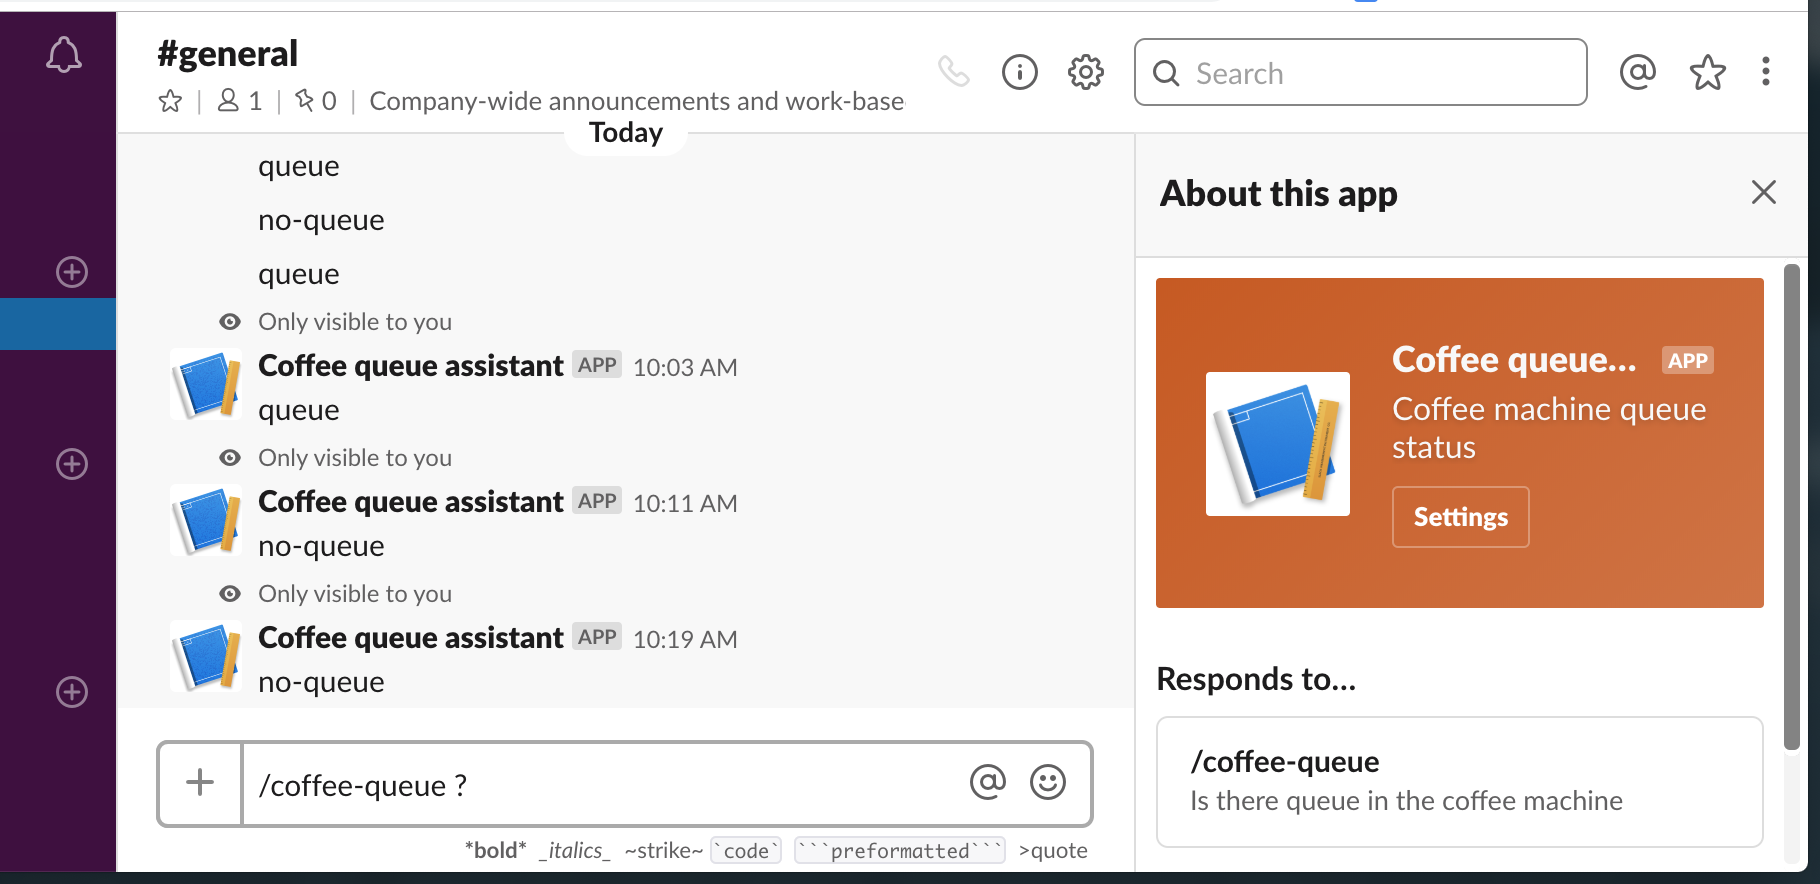 #general
1 | 0 | Company-wide announcements and work-base
Search
Today
queue
no-queue
queue
Only visible to you
Coffee queue assistant APP 10:03 AM
queue
Only visible to you
Coffee queue assistant APP 10:11 AM
no-queue
Only visible to you
Coffee queue assistant APP 10:19 AM
no-queue
/coffee-queue ?
*bold* _italics_ ~strike~ `code` ```preformatted``` >quote
About this app
Coffee queue... APP
Coffee machine queue
status
Settings
Responds to...
/coffee-queue
Is there queue in the coffee machine